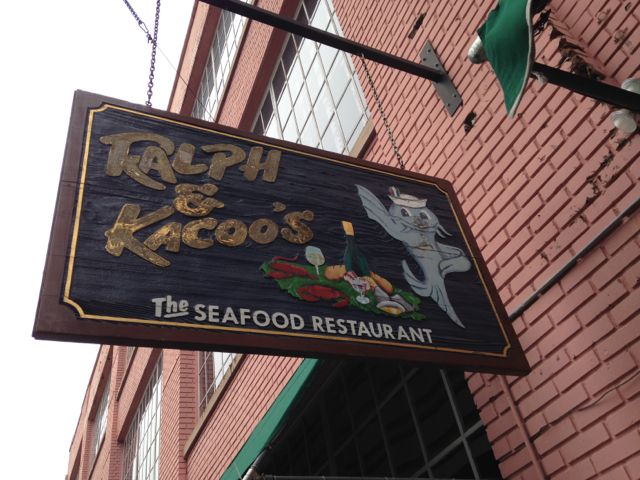 RALPH
&
KACOO'S
The SEAFOOD RESTAURANT